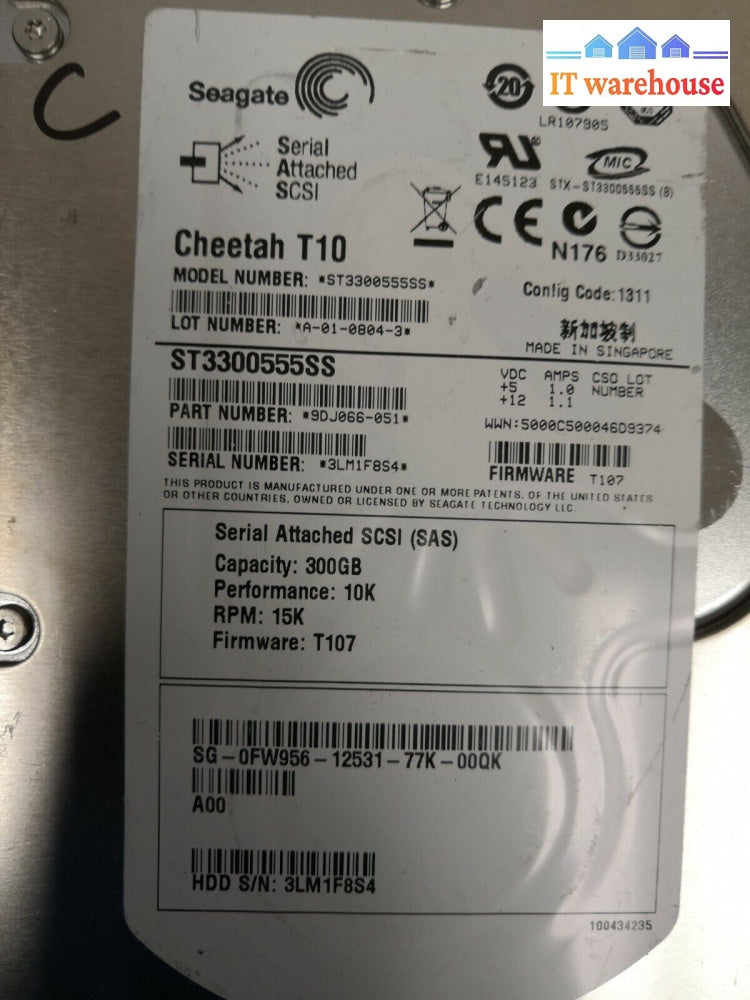 IT warehouse
Seagate
20
LR107905
Serial
Attached
SCSI
E145123
MIC
STX-ST3300555SS (B)
CE
N176
D33027
Cheetah T10
MODEL NUMBER: *ST3300555SS*
Config Code:1311
LOT NUMBER: *A-01-0804-3*
新加坡制
MADE IN SINGAPORE
ST3300555SS
VDC AMPS CSO LOT
+5 1.0 NUMBER
+12 1.1
PART NUMBER: *9DJ066-051*
WWN:5000C500046D9374
SERIAL NUMBER: *3LM1F8S4*
FIRMWARE T107
THIS PRODUCT IS MANUFACTURED UNDER ONE OR MORE PATENTS, OF THE UNITED STATES
OR OTHER COUNTRIES, OWNED OR LICENSED BY SEAGATE TECHNOLOGY LLC.
Serial Attached SCSI (SAS)
Capacity: 300GB
Performance: 10K
RPM: 15K
Firmware: T107
SG-0FW956-12531-77K-00QK
A00
HDD S/N: 3LM1F8S4
100434235
C